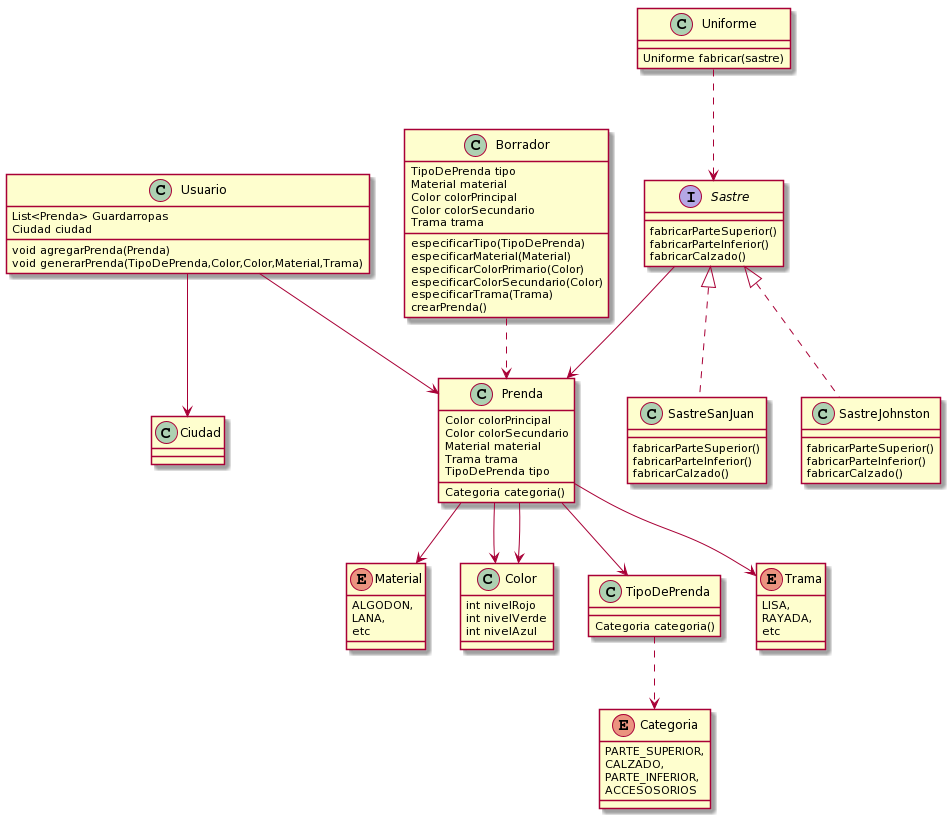 C Uniforme
Uniforme fabricar(sastre)
C Borrador
TipoDePrenda tipo
Material material
Color colorPrincipal
Color colorSecundario
Trama trama
especificarTipo(TipoDePrenda)
especificarMaterial(Material)
especificarColorPrimario(Color)
especificarColorSecundario(Color)
especificarTrama(Trama)
crearPrenda()
C Usuario
List<Prenda> Guardarropas
Ciudad ciudad
void agregarPrenda(Prenda)
void generarPrenda(TipoDePrenda,Color,Color,Material,Trama)
I Sastre
fabricarParteSuperior()
fabricarParteInferior()
fabricarCalzado()
C Ciudad
C Prenda
Color colorPrincipal
Color colorSecundario
Material material
Trama trama
TipoDePrenda tipo
Categoria categoria()
C SastreSanJuan
fabricarParteSuperior()
fabricarParteInferior()
fabricarCalzado()
C SastreJohnston
fabricarParteSuperior()
fabricarParteInferior()
fabricarCalzado()
E Material
ALGODON,
LANA,
etc
C Color
int nivelRojo
int nivelVerde
int nivelAzul
C TipoDePrenda
Categoria categoria()
E Trama
LISA,
RAYADA,
etc
E Categoria
PARTE_SUPERIOR,
CALZADO,
PARTE_INFERIOR,
ACCESOSORIOS